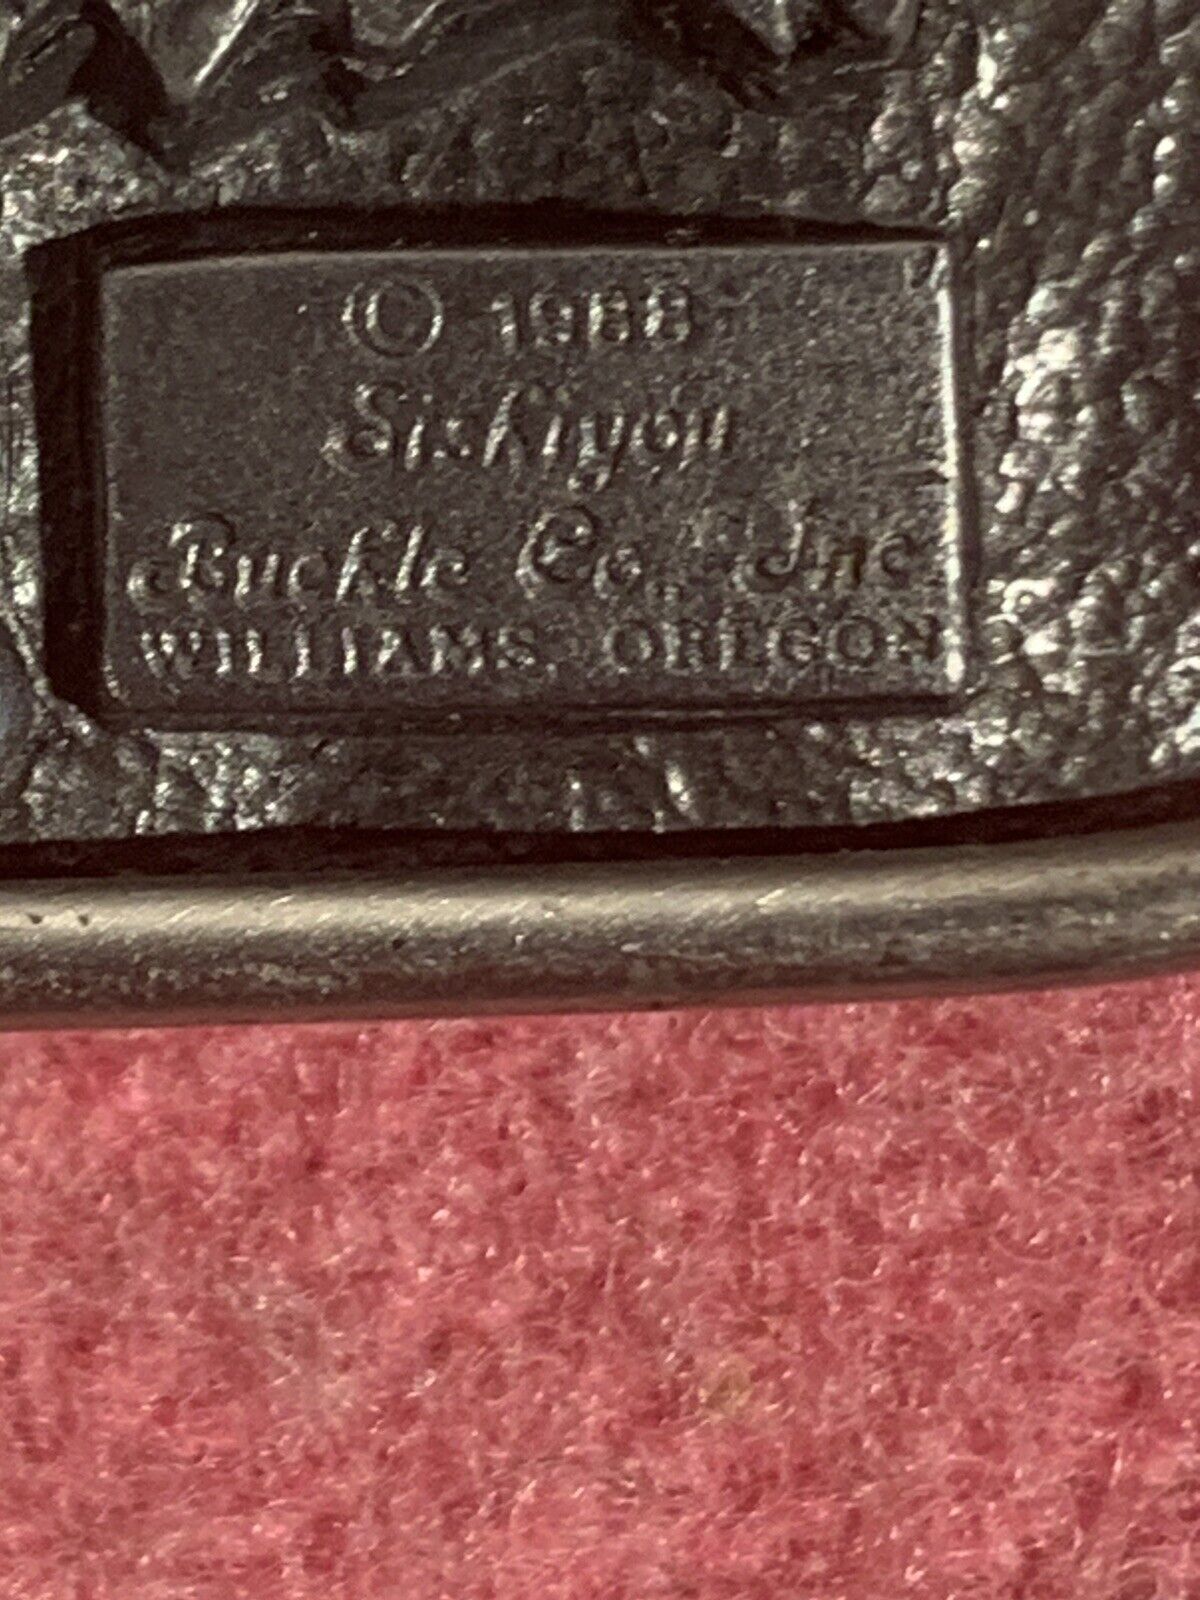 © 1988
Siskiyou
Buckle Co., Inc.
WILLIAMS, OREGON